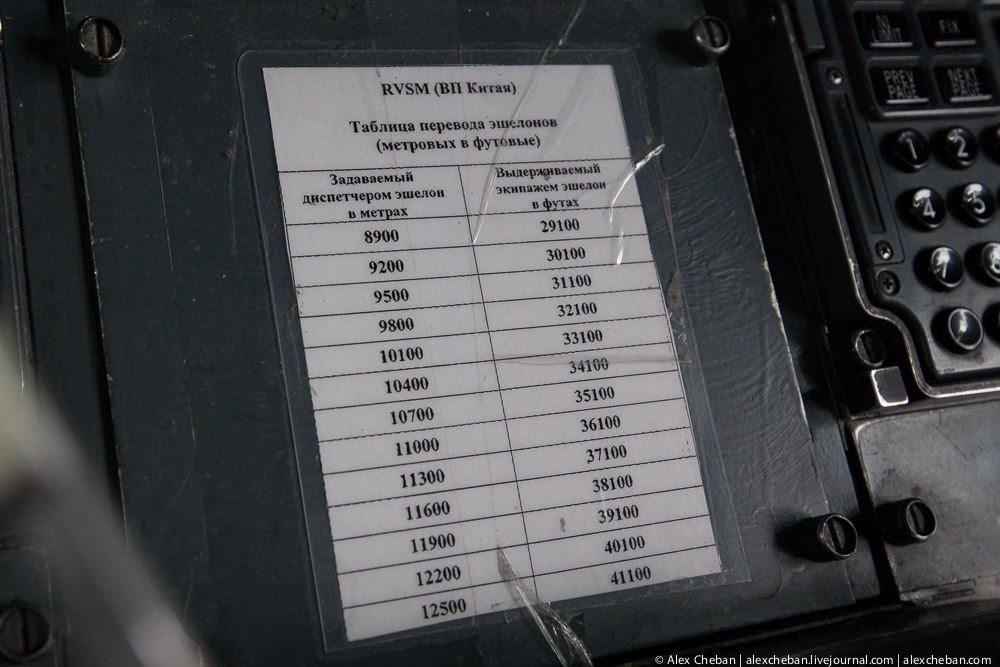 RVSM (ВП Китая)
Таблица перевода эшелонов
(метровых в футовые)
Задаваемый
диспетчером эшелон
в метрах
Выдерживаемый
экипажем эшелон
в футах
8900 29100
9200 30100
9500 31100
9800 32100
10100 33100
10400 34100
10700 35100
11000 36100
11300 37100
11600 38100
11900 39100
12200 40100
12500 41100
N1
LIMIT
FIX
PREV
PAGE
NEXT
PAGE
1 2
4 5
7
© Alex Cheban | alexcheban.livejournal.com | alexcheban.com